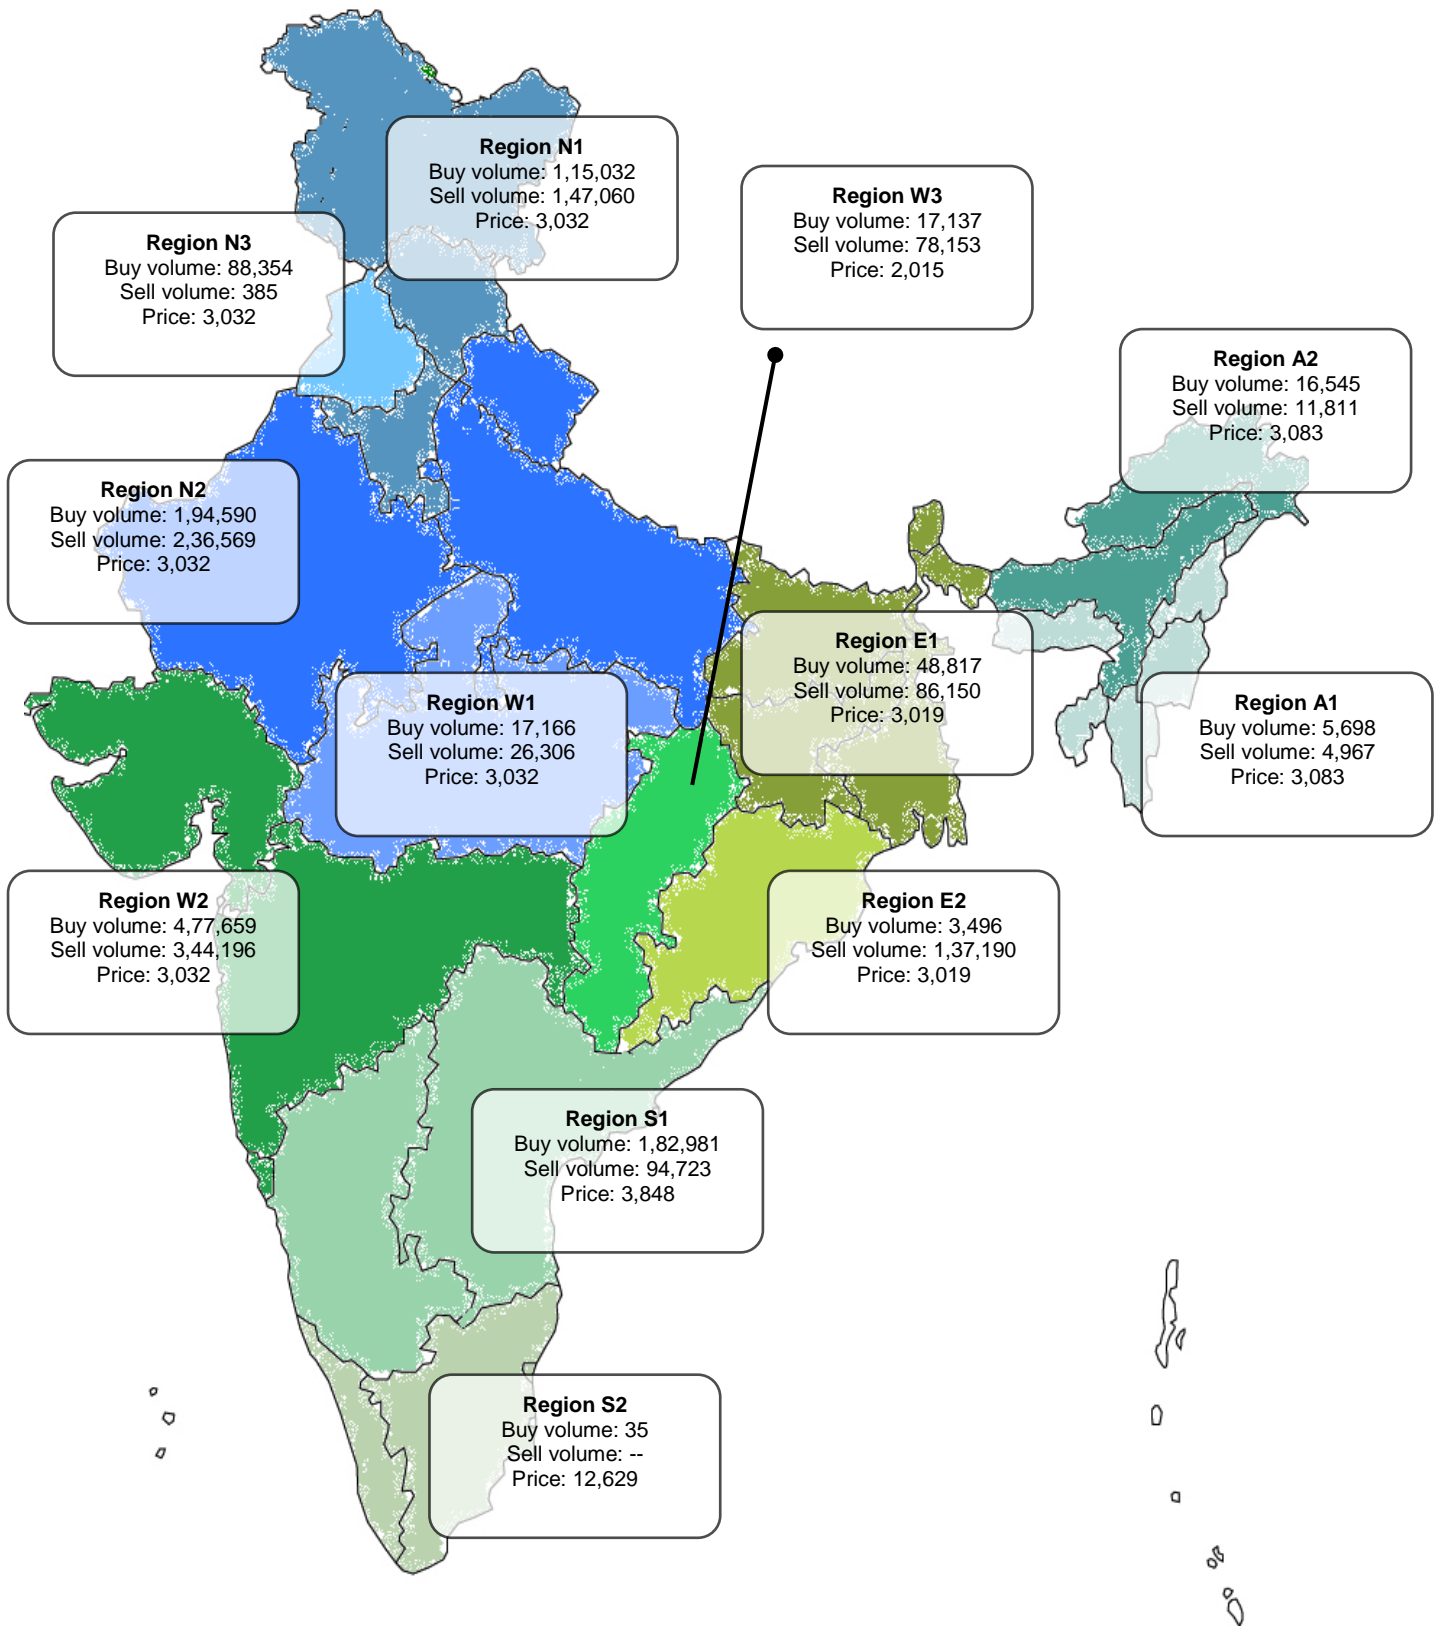 Region N1
Buy volume: 1,15,032
Sell volume: 1,47,060
Price: 3,032
Region W3
Buy volume: 17,137
Sell volume: 78,153
Price: 2,015
Region N3
Buy volume: 88,354
Sell volume: 385
Price: 3,032
Region A2
Buy volume: 16,545
Sell volume: 11,811
Price: 3,083
Region N2
Buy volume: 1,94,590
Sell volume: 2,36,569
Price: 3,032
Region E1
Buy volume: 48,817
Sell volume: 86,150
Price: 3,019
Region W1
Buy volume: 17,166
Sell volume: 26,306
Price: 3,032
Region A1
Buy volume: 5,698
Sell volume: 4,967
Price: 3,083
Region W2
Buy volume: 4,77,659
Sell volume: 3,44,196
Price: 3,032
Region E2
Buy volume: 3,496
Sell volume: 1,37,190
Price: 3,019
Region S1
Buy volume: 1,82,981
Sell volume: 94,723
Price: 3,848
Region S2
Buy volume: 35
Sell volume: --
Price: 12,629